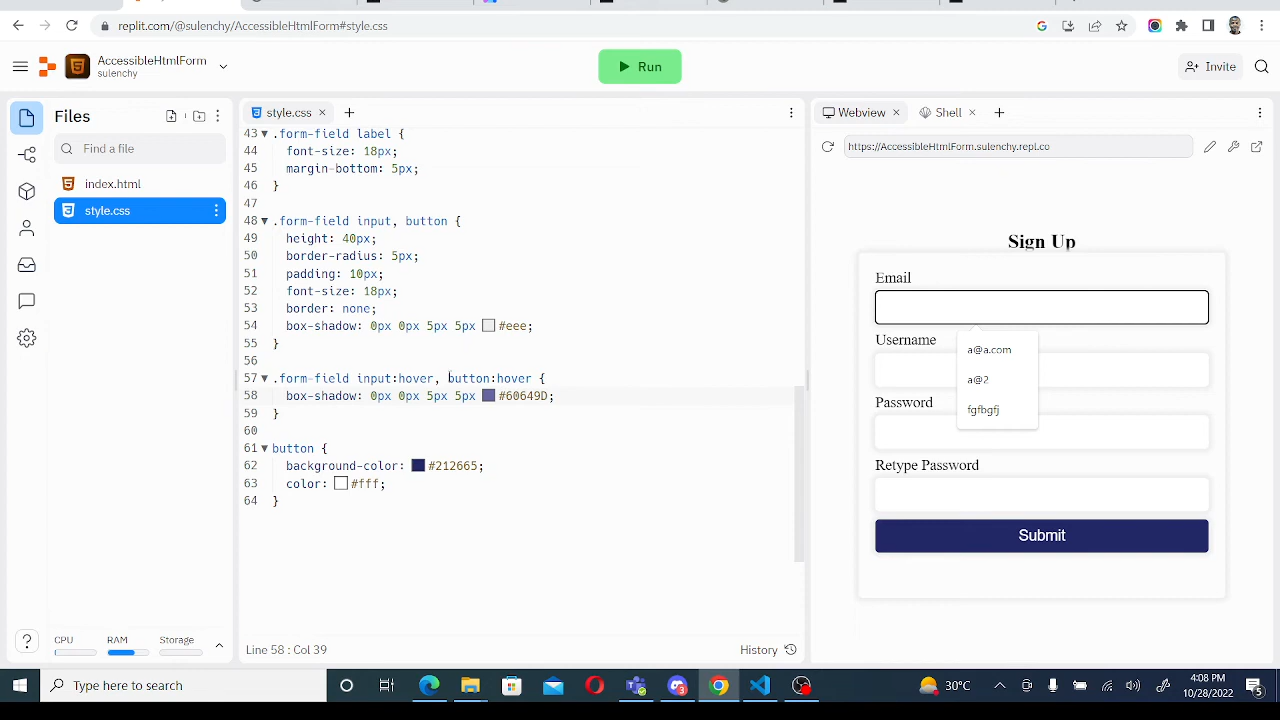 replit.com/@sulenchy/AccessibleHtmlForm#style.css
AccessibleHtmlForm
sulenchy
Run
Invite
Files
Find a file
index.html
style.css
CPU
RAM
Storage
style.css
43 .form-field label {
44 font-size: 18px;
45 margin-bottom: 5px;
46 }
47
48 .form-field input, button {
49 height: 40px;
50 border-radius: 5px;
51 padding: 10px;
52 font-size: 18px;
53 border: none;
54 box-shadow: 0px 0px 5px 5px #eee;
55 }
56
57 .form-field input:hover, button:hover {
58 box-shadow: 0px 0px 5px 5px #60649D;
59 }
60
61 button {
62 background-color: #212665;
63 color: #fff;
64 }
Line 58 : Col 39
History
Webview
Shell
https://AccessibleHtmlForm.sulenchy.repl.co
Sign Up
Email
a@a.com
a@2
fgfbgfj
Username
Password
Retype Password
Submit
Type here to search
3
30°C
4:08 PM
10/28/2022
5